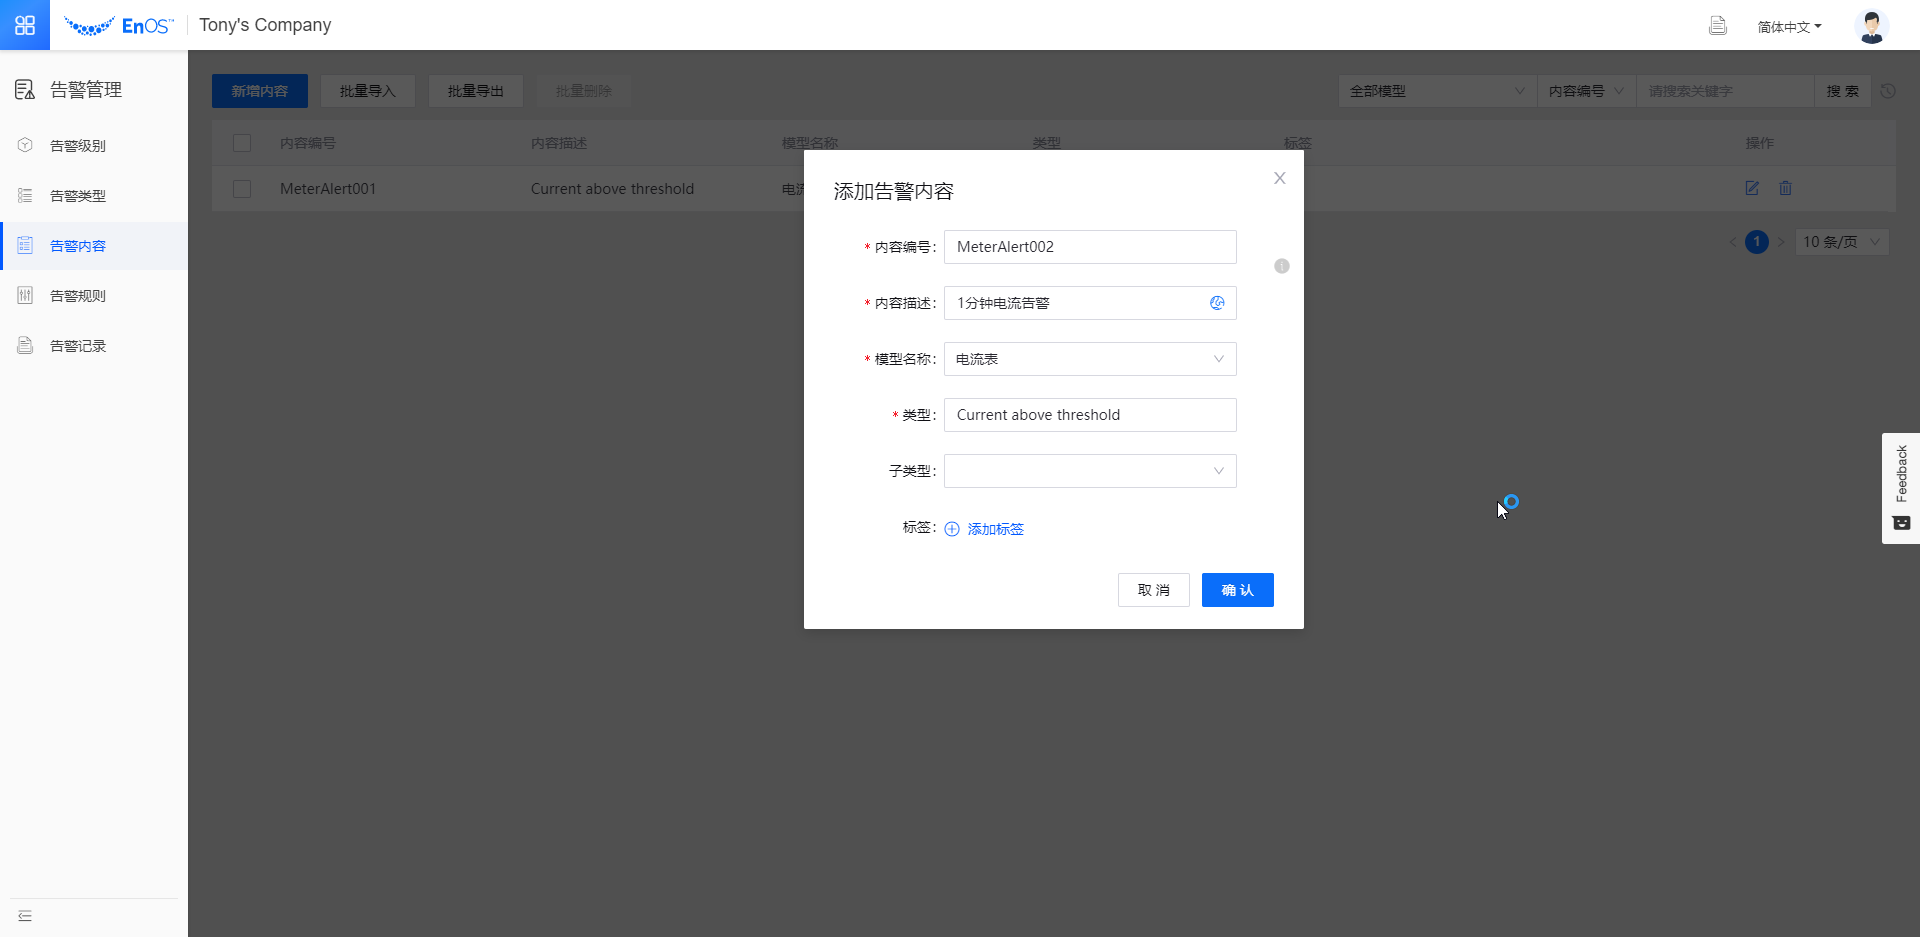 EnOS™ Tony's Company 简体中文
告警管理
告警级别
告警类型
告警内容
告警规则
告警记录
新增内容 批量导入 批量导出 批量删除 全部模型 内容编号 请搜索关键字 搜索
内容编号 内容描述 模型名称 类型 标签 操作
MeterAlert001 Current above threshold 电流
1 10 条/页
添加告警内容
* 内容编号: MeterAlert002
* 内容描述: 1分钟电流告警
* 模型名称: 电流表
* 类型: Current above threshold
子类型:
标签: 添加标签
取消 确认
Feedback